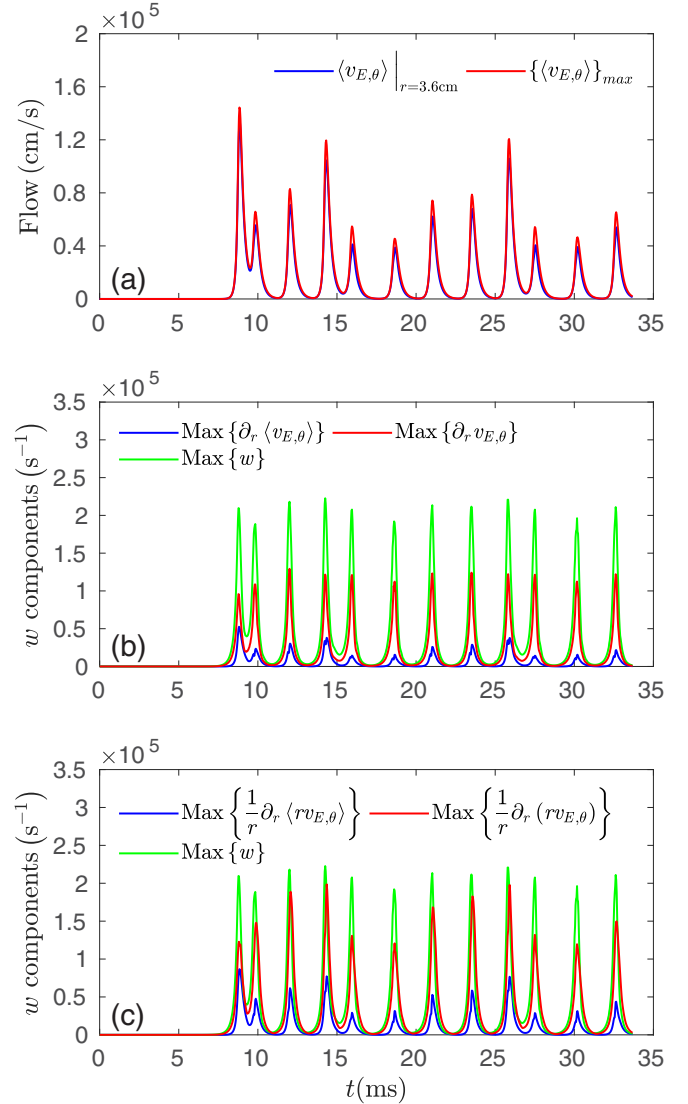 ×10 5
2
1.6
1.2
0.8
0.4
0
Flow (cm/s)
⟨v_{E,θ}⟩ |_{r=3.6cm} {⟨v_{E,θ}⟩}_{max}
(a)
0 5 10 15 20 25 30 35
×10 5
3.5
3
2.5
2
1.5
1
0.5
0
w components (s⁻¹)
Max {∂_r ⟨v_{E,θ}⟩} Max {∂_r v_{E,θ}}
Max {w}
(b)
0 5 10 15 20 25 30 35
×10 5
3.5
3
2.5
2
1.5
1
0.5
0
w components (s⁻¹)
Max {1/r ∂_r ⟨rv_{E,θ}⟩} Max {1/r ∂_r (rv_{E,θ})}
Max {w}
(c)
0 5 10 15 20 25 30 35
t(ms)